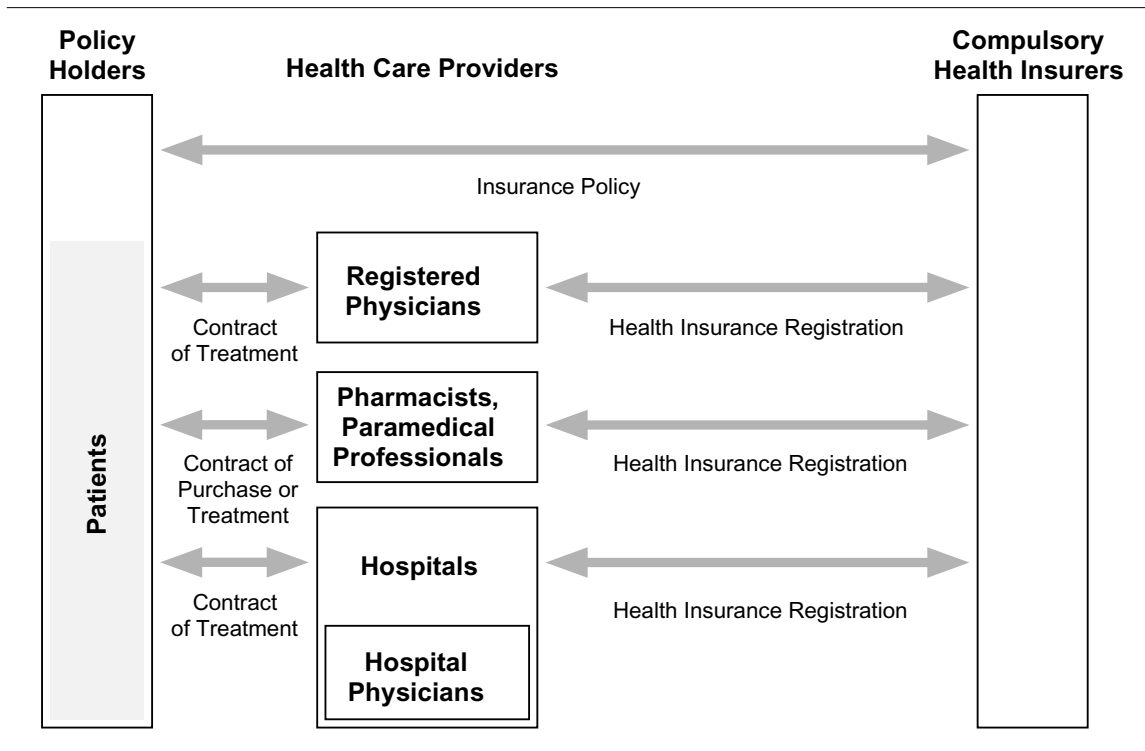 Policy
Holders
Health Care Providers
Compulsory
Health Insurers
Insurance Policy
Patients
Registered
Physicians
Contract
of Treatment
Health Insurance Registration
Pharmacists,
Paramedical
Professionals
Contract of
Purchase or
Treatment
Health Insurance Registration
Hospitals
Contract
of Treatment
Health Insurance Registration
Hospital
Physicians